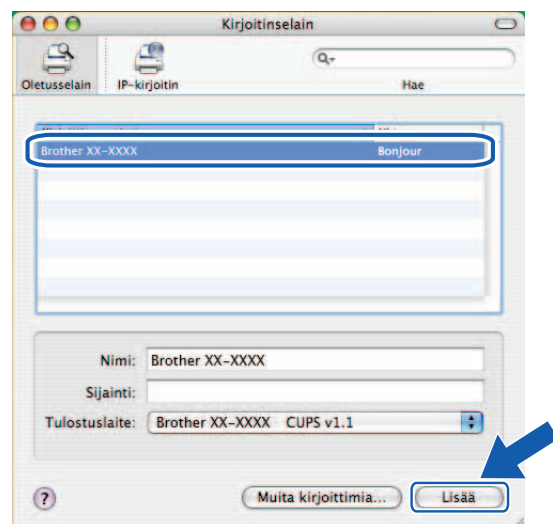 Kirjoitinselain
Q-
Oletusselain IP-kirjoitin Hae
Brother XX-XXXX Bonjour
Nimi: Brother XX-XXXX
Sijainti:
Tulostuslaite: Brother XX-XXXX CUPS v1.1
? Muita kirjoittimia... Lisää